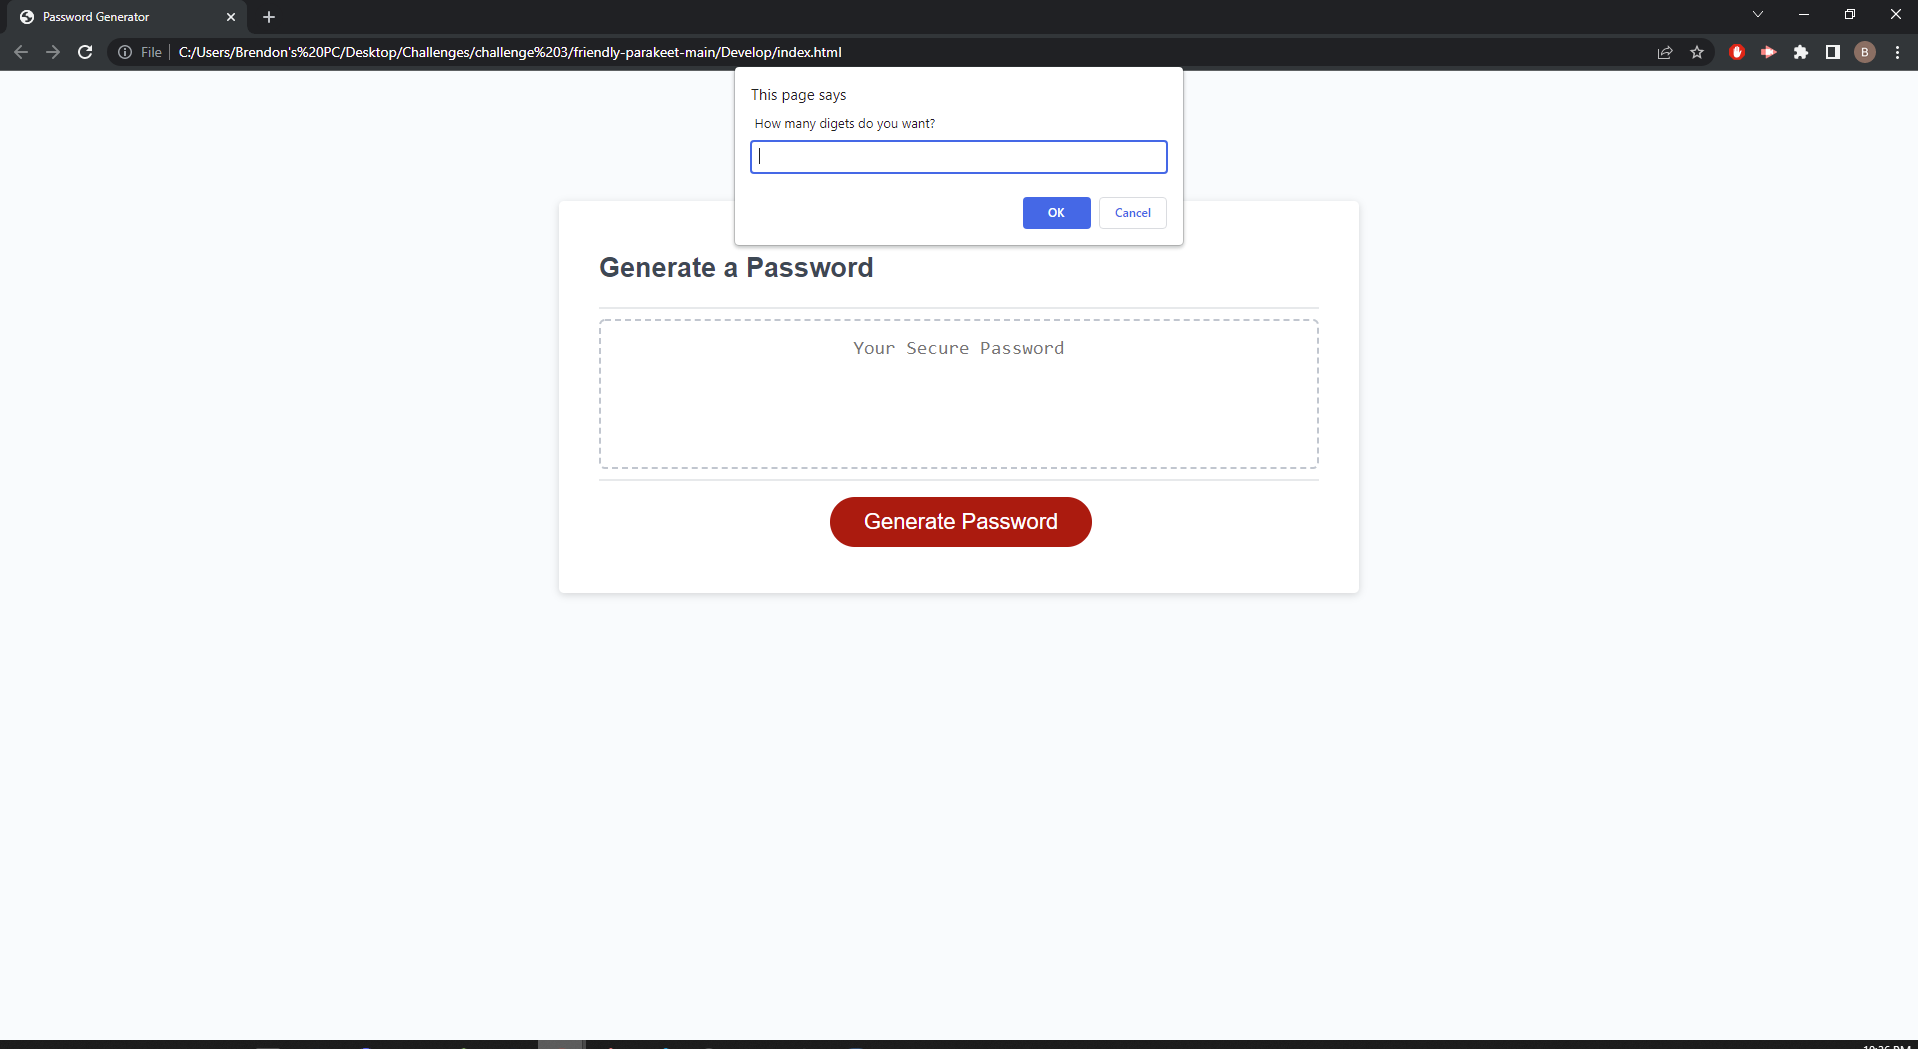 Password Generator
File C:/Users/Brendon's%20PC/Desktop/Challenges/challenge%203/friendly-parakeet-main/Develop/index.html
B
This page says
How many digets do you want?
OK
Cancel
Generate a Password
Your Secure Password
Generate Password